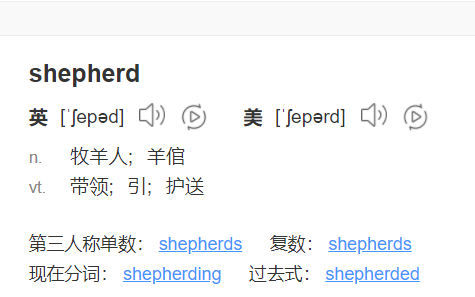 shepherd
英 [ˈʃepəd] 美 [ˈʃepərd]
n. 牧羊人；羊倌
vt. 带领；引；护送
第三人称单数： shepherds 复数： shepherds
现在分词： shepherding 过去式： shepherded